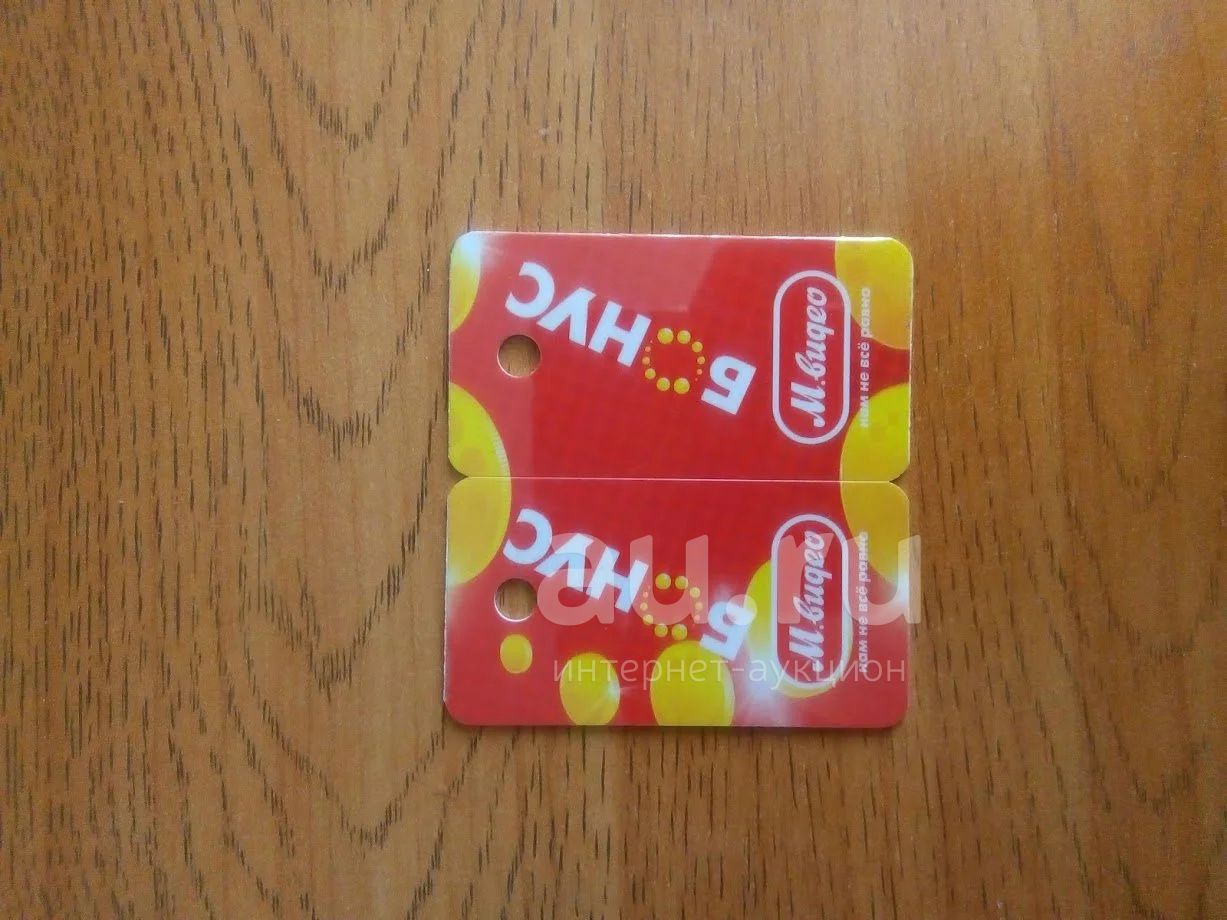 БОНУС
М.видео
нам не всё равно
БОНУС
М.видео
нам не всё равно
au.ru
интернет-аукцион